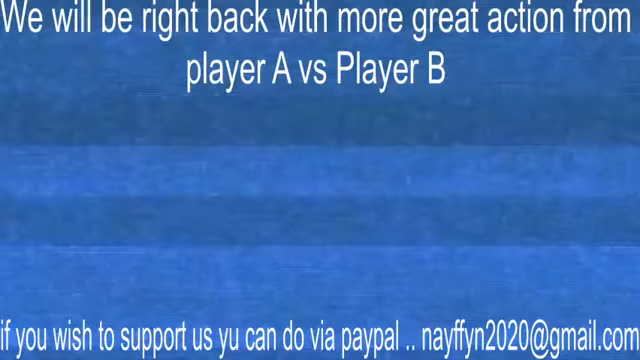 We will be right back with more great action from
player A vs Player B
if you wish to support us yu can do via paypal .. nayffyn2020@gmail.com